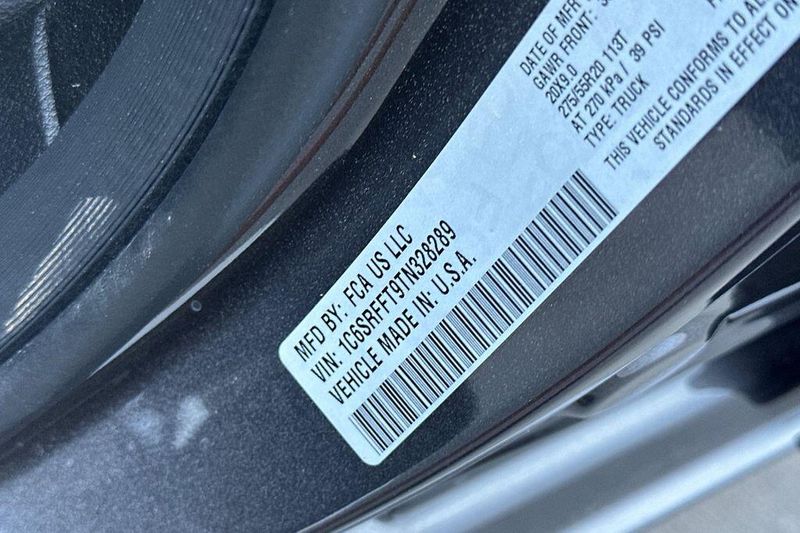 MFD BY: FCA US LLC
VIN: 1C6SRFFT9TN328289
VEHICLE MADE IN: U.S.A.
DATE OF MFR
GAWR FRONT:
20X9.0
275/55R20 113T
AT 270 kPa / 39 PSI
TYPE: TRUCK
THIS VEHICLE CONFORMS TO
STANDARDS IN EFFECT ON